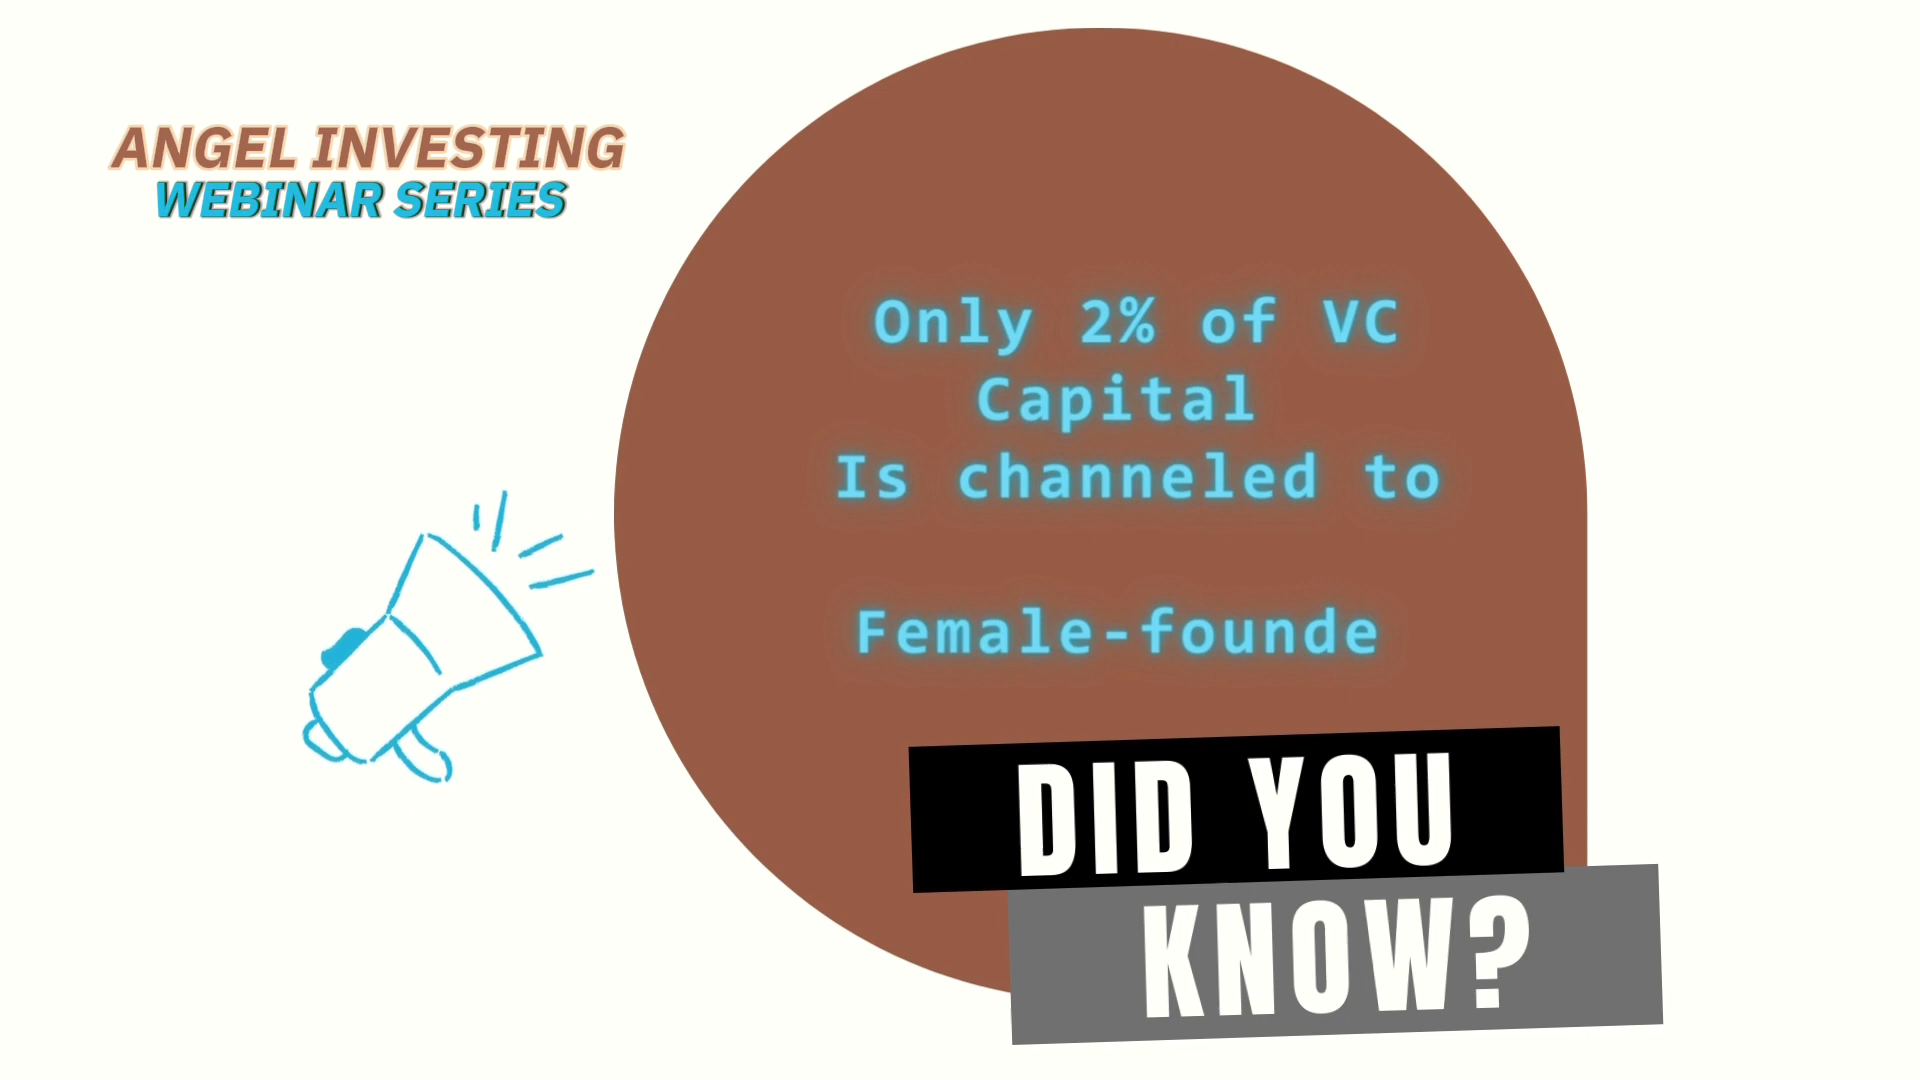 ANGEL INVESTING
WEBINAR SERIES
Only 2% of VC
Capital
Is channeled to
Female-founde
DID YOU
KNOW?